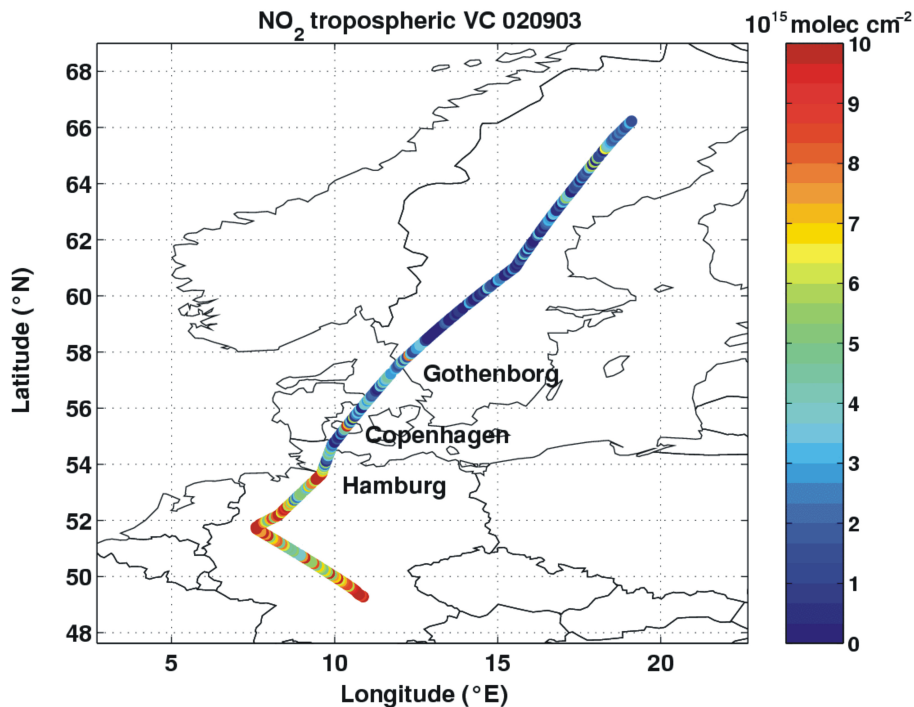 NO2 tropospheric VC 020903
10^15 molec cm^−2
Latitude (°N)
68
66
64
62
60
58
56
54
52
50
48
Gothenborg
Copenhagen
Hamburg
10
9
8
7
6
5
4
3
2
1
0
5 10 15 20
Longitude (°E)